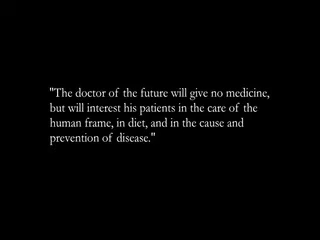 "The doctor of the future will give no medicine,
but will interest his patients in the care of the
human frame, in diet, and in the cause and
prevention of disease."